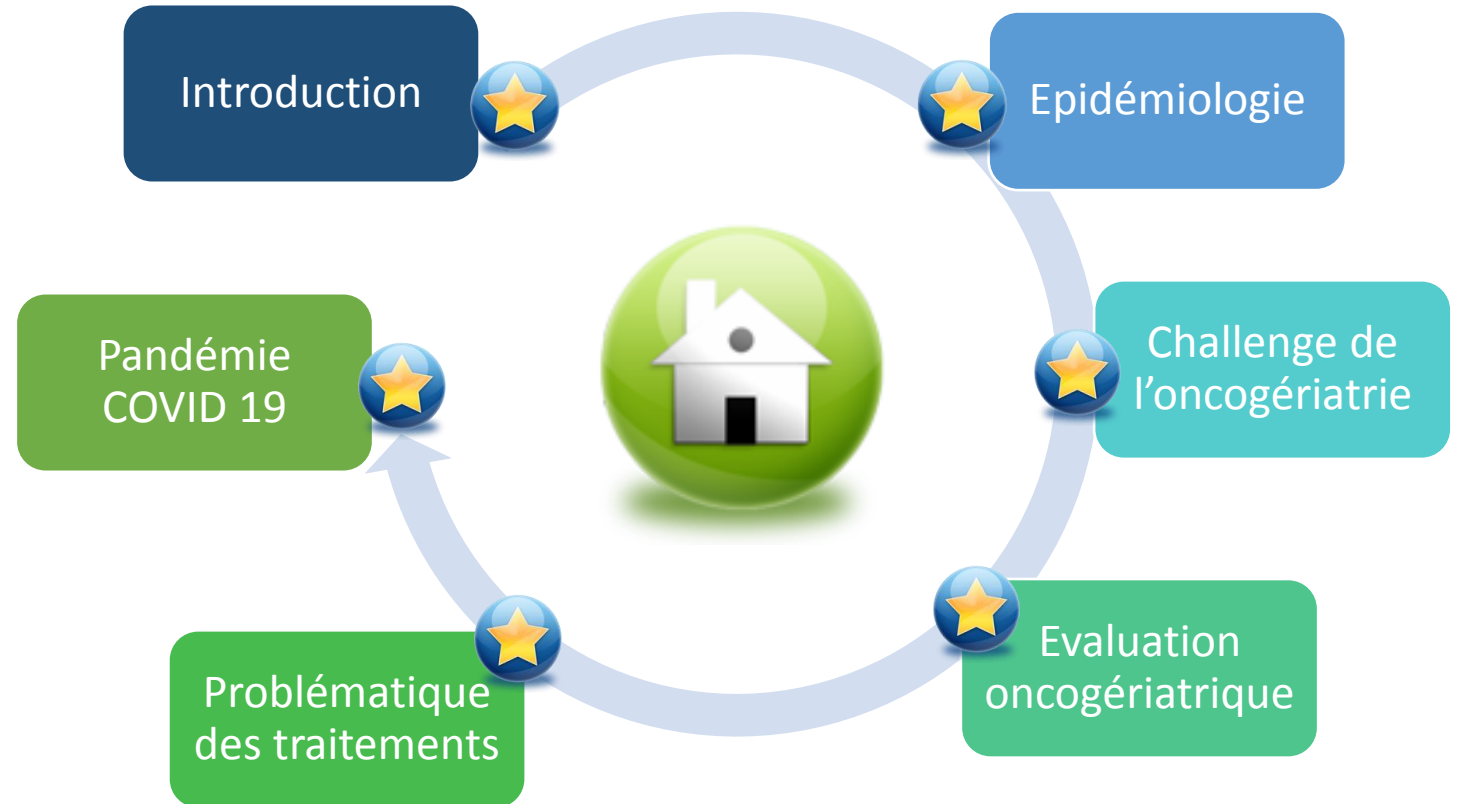 Introduction
Epidémiologie
Challenge de
l’oncogériatrie
Evaluation
oncogériatrique
Problématique
des traitements
Pandémie
COVID 19